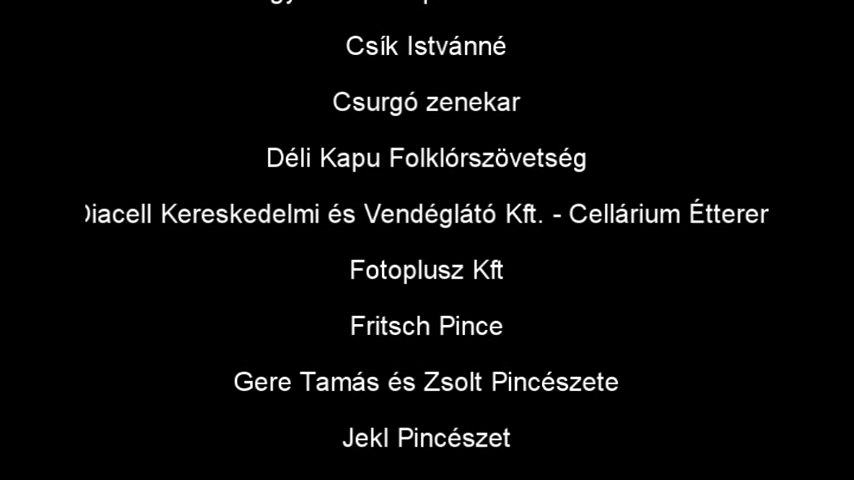 Csík Istvánné
Csurgó zenekar
Déli Kapu Folklórszövetség
Kereskedelmi és Vendéglátó Kft. - Cellárium
Fotoplusz Kft
Fritsch Pince
Gere Tamás és Zsolt Pincészete
Jekl Pincészet